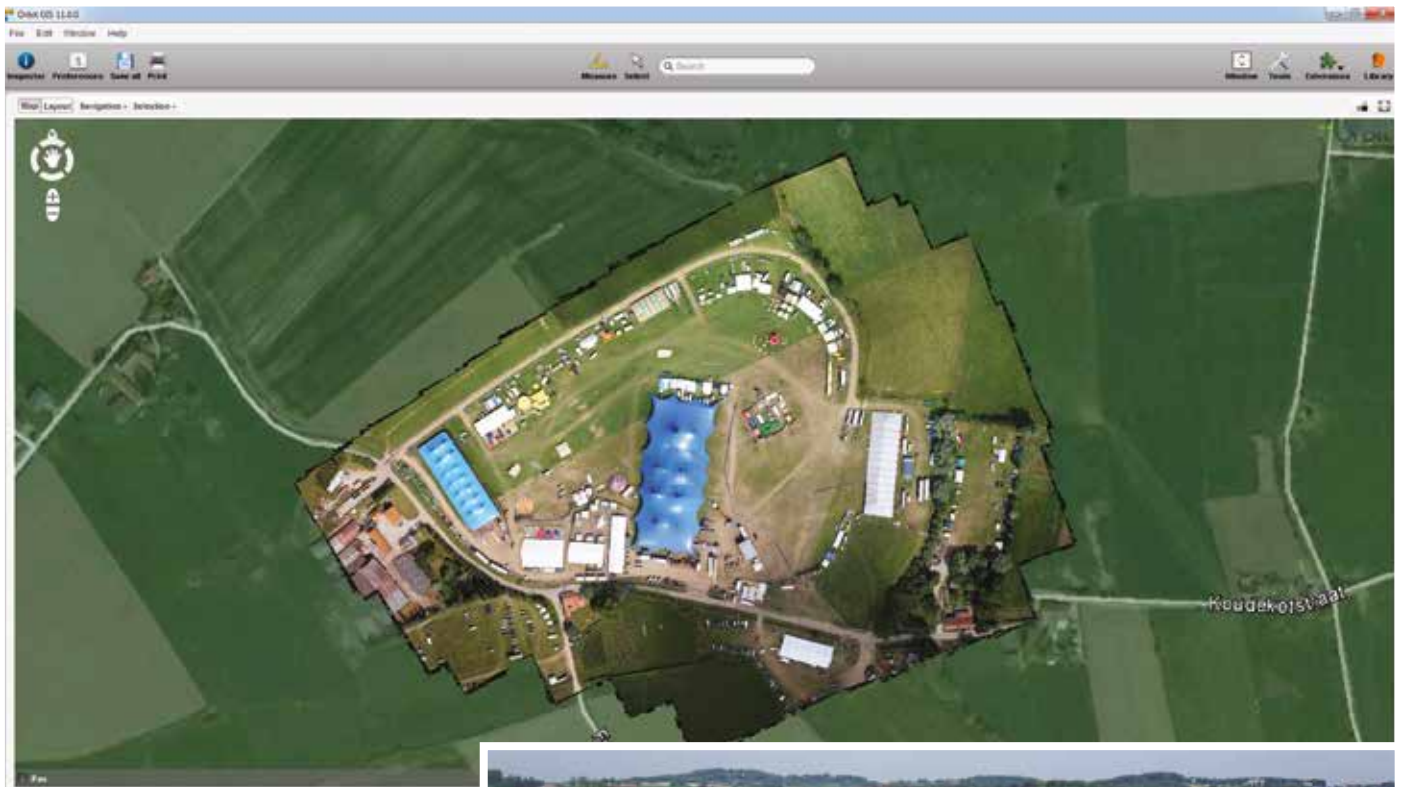 Orbit GIS 11.0.0
File Edit Window Help
Inspector Preferences Save all Print Measure Select Search Window Tools Extensions Library
Map Layout Navigation Selection
Orbit
Koudekotstraat